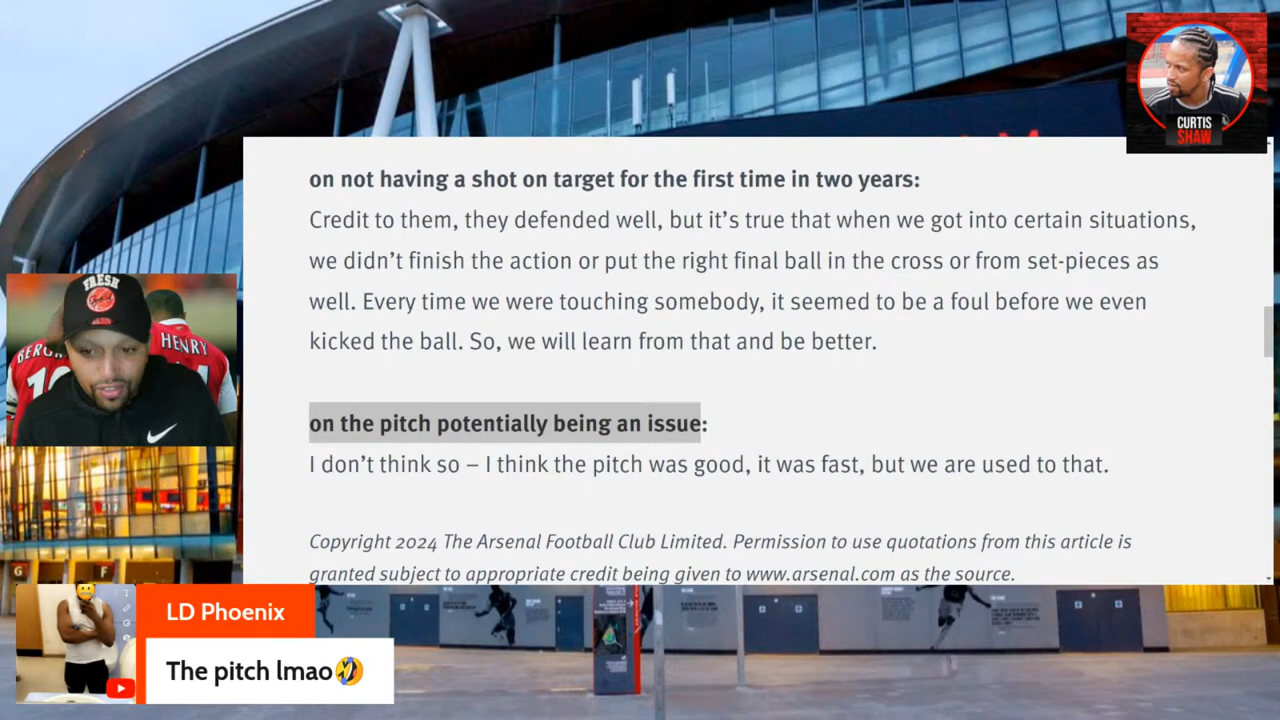 CURTIS
SHAW
on not having a shot on target for the first time in two years:
Credit to them, they defended well, but it’s true that when we got into certain situations,
we didn’t finish the action or put the right final ball in the cross or from set-pieces as
well. Every time we were touching somebody, it seemed to be a foul before we even
kicked the ball. So, we will learn from that and be better.
FRESH
HENRY
on the pitch potentially being an issue:
I don’t think so – I think the pitch was good, it was fast, but we are used to that.
Copyright 2024 The Arsenal Football Club Limited. Permission to use quotations from this article is
granted subject to appropriate credit being given to www.arsenal.com as the source.
G
F
LD Phoenix
The pitch lmao🤣